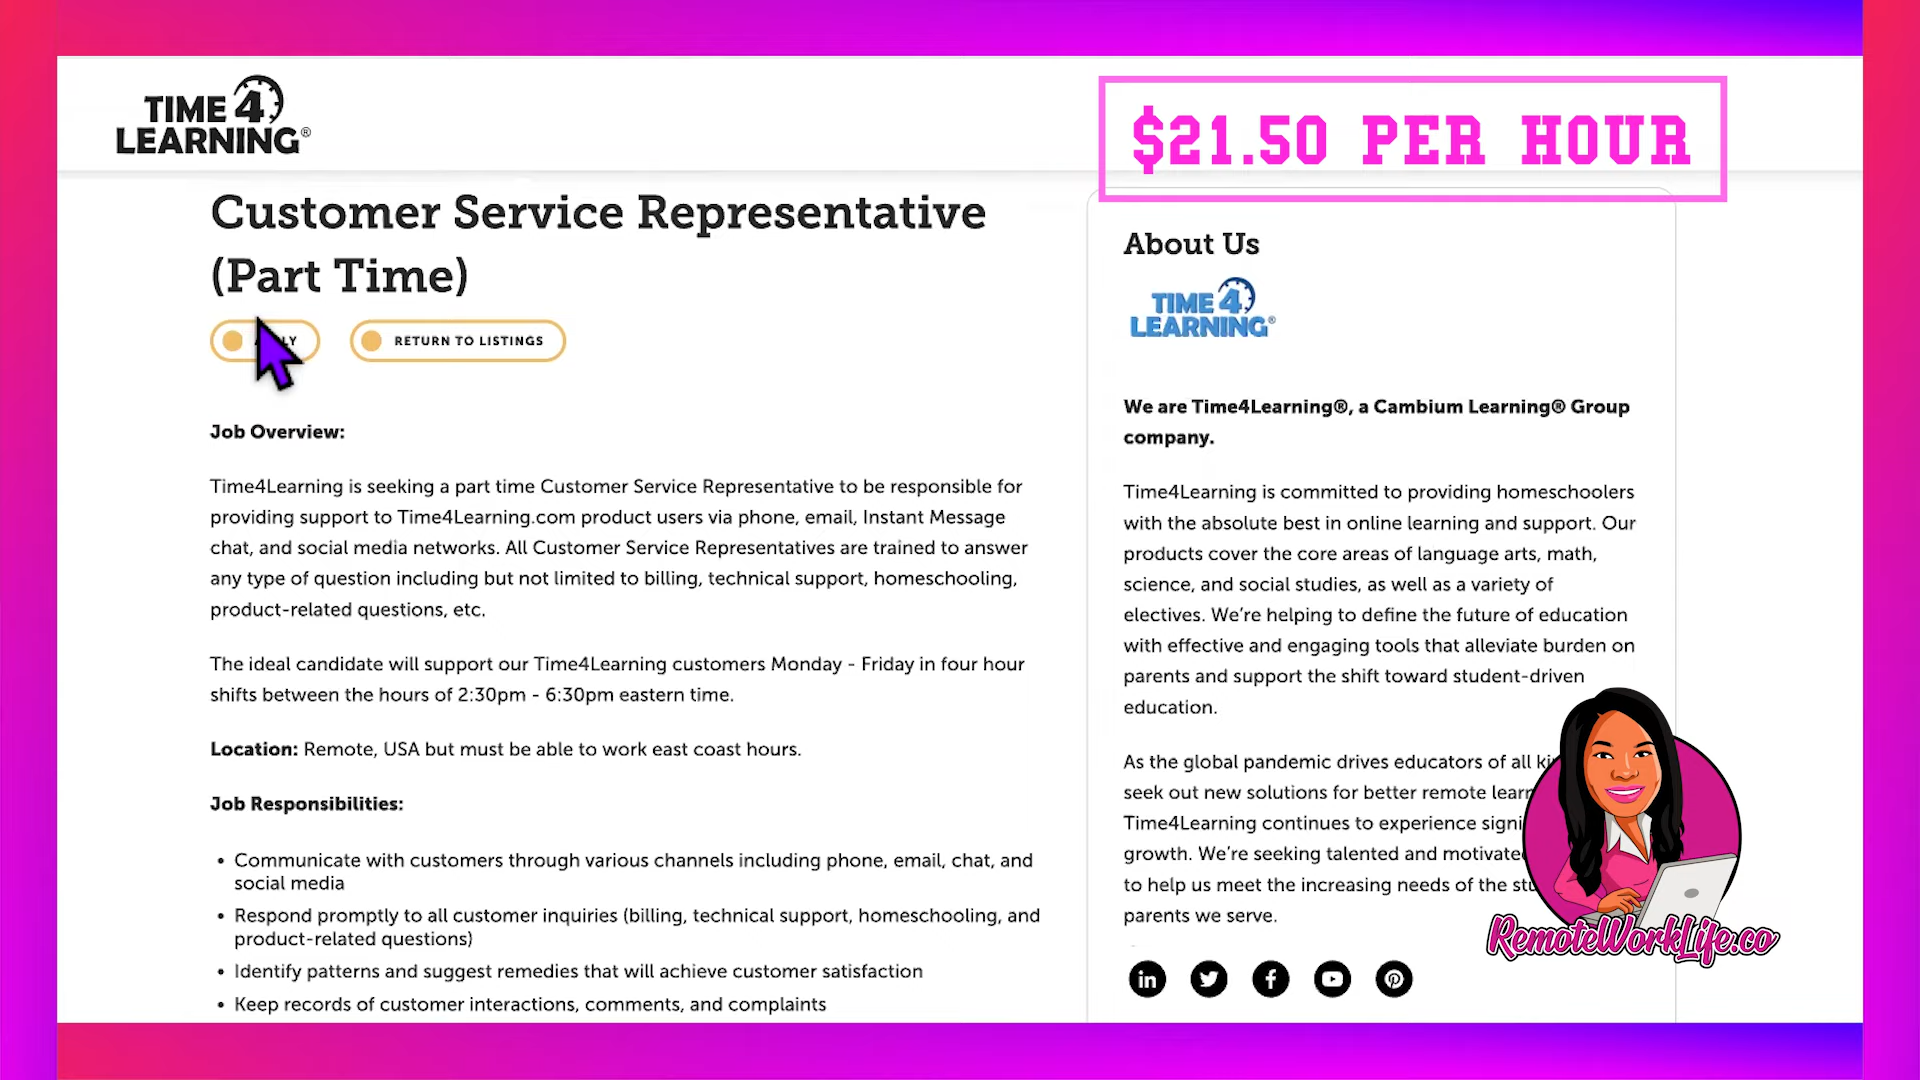 TIME 4
LEARNING®
$21.50 PER HOUR
Customer Service Representative
(Part Time)
RETURN TO LISTINGS
Job Overview:
Time4Learning is seeking a part time Customer Service Representative to be responsible for
providing support to Time4Learning.com product users via phone, email, Instant Message
chat, and social media networks. All Customer Service Representatives are trained to answer
any type of question including but not limited to billing, technical support, homeschooling,
product-related questions, etc.
The ideal candidate will support our Time4Learning customers Monday - Friday in four hour
shifts between the hours of 2:30pm - 6:30pm eastern time.
Location: Remote, USA but must be able to work east coast hours.
Job Responsibilities:
• Communicate with customers through various channels including phone, email, chat, and
social media
• Respond promptly to all customer inquiries (billing, technical support, homeschooling, and
product-related questions)
• Identify patterns and suggest remedies that will achieve customer satisfaction
• Keep records of customer interactions, comments, and complaints
About Us
TIME 4
LEARNING®
We are Time4Learning®, a Cambium Learning® Group
company.
Time4Learning is committed to providing homeschoolers
with the absolute best in online learning and support. Our
products cover the core areas of language arts, math,
science, and social studies, as well as a variety of
electives. We're helping to define the future of education
with effective and engaging tools that alleviate burden on
parents and support the shift toward student-driven
education.
As the global pandemic drives educators of all
seek out new solutions for better remote
Time4Learning continues to experience
growth. We're seeking talented and
to help us meet the increasing needs of the
parents we serve.
RemoteWorkLife.co